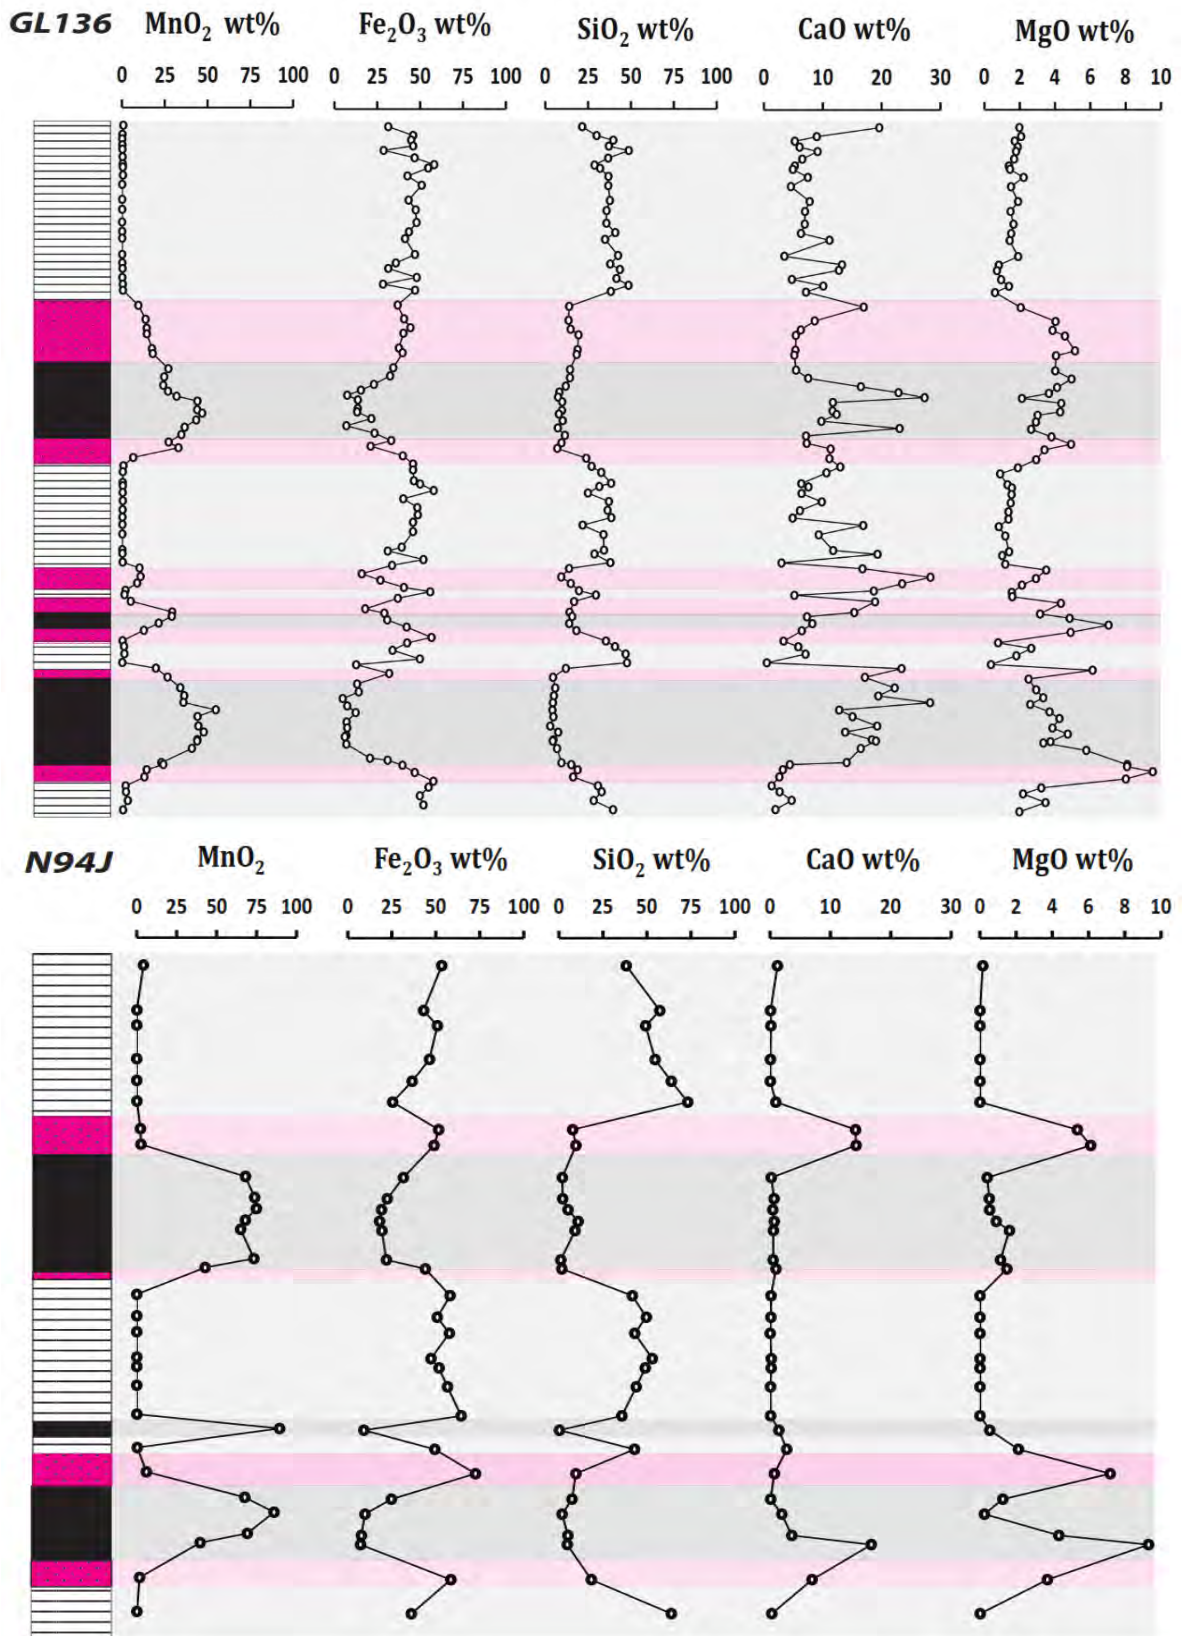 GL136 MnO₂ wt% Fe₂O₃ wt% SiO₂ wt% CaO wt% MgO wt%
0 25 50 75 100 0 25 50 75 100 0 25 50 75 100 0 10 20 30 0 2 4 6 8 10
N94J MnO₂ Fe₂O₃ wt% SiO₂ wt% CaO wt% MgO wt%
0 25 50 75 100 0 25 50 75 100 0 25 50 75 100 0 10 20 30 0 2 4 6 8 10